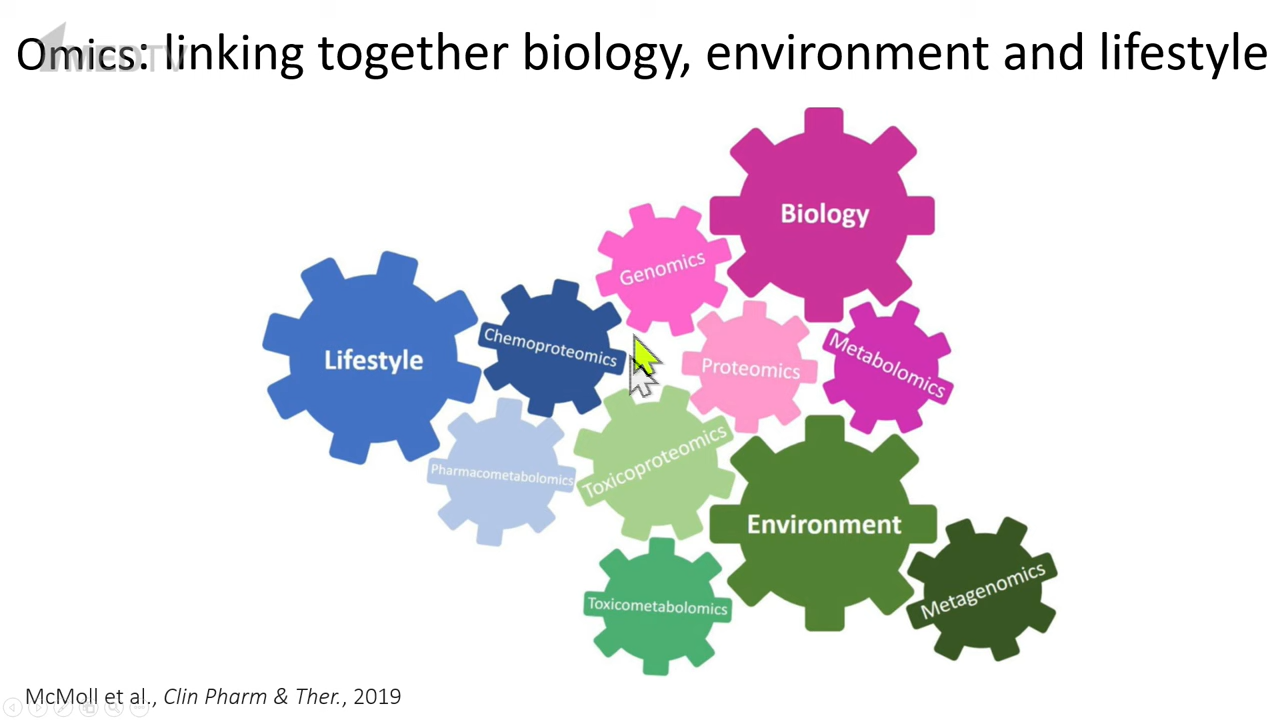 Omics: linking together biology, environment and lifestyle
MEDTV
Biology
Genomics
Lifestyle
Chemoproteomics
Proteomics
Metabolomics
Pharmacometabolomics
Toxicoproteomics
Environment
Toxicometabolomics
Metagenomics
McMoll et al., Clin Pharm & Ther., 2019